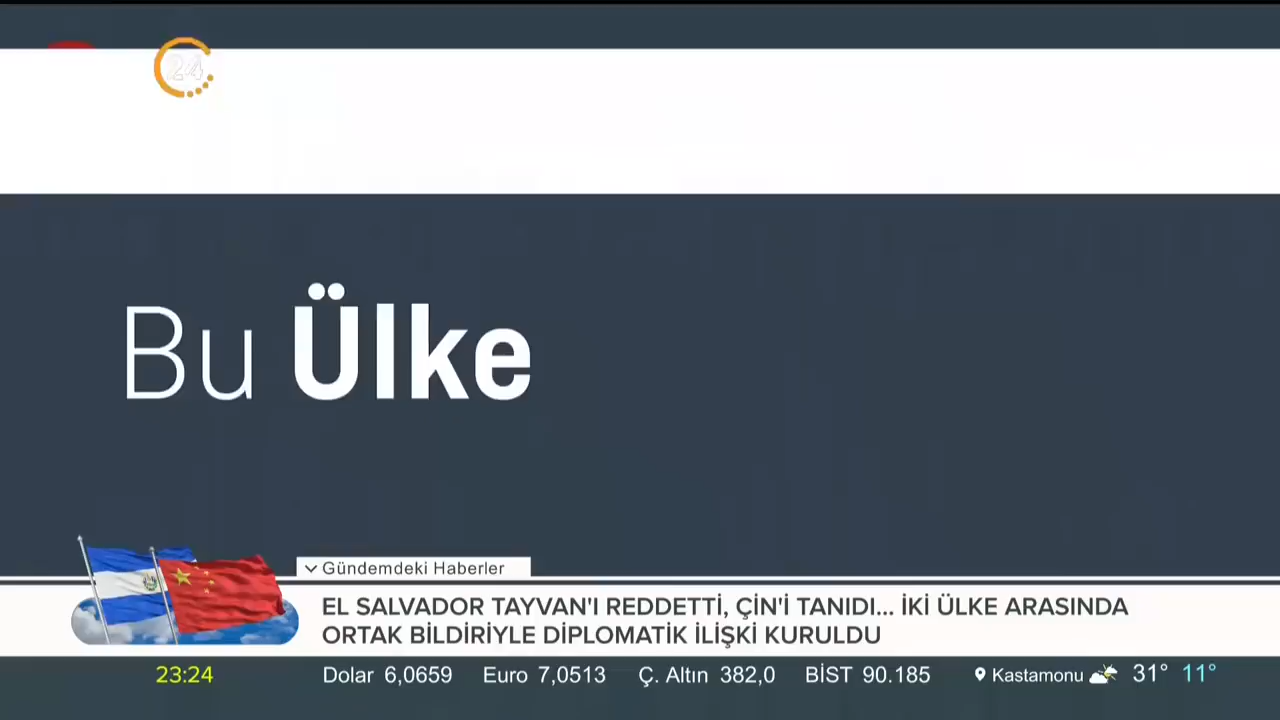 24
Bu Ülke
Gündemdeki Haberler
EL SALVADOR TAYVAN'I REDDETTİ, ÇİN'İ TANIDI... İKİ ÜLKE ARASINDA
ORTAK BİLDİRİYLE DİPLOMATİK İLİŞKİ KURULDU
23:24 Dolar 6,0659 Euro 7,0513 Ç. Altın 382,0 BİST 90.185 Kastamonu 31° 11°